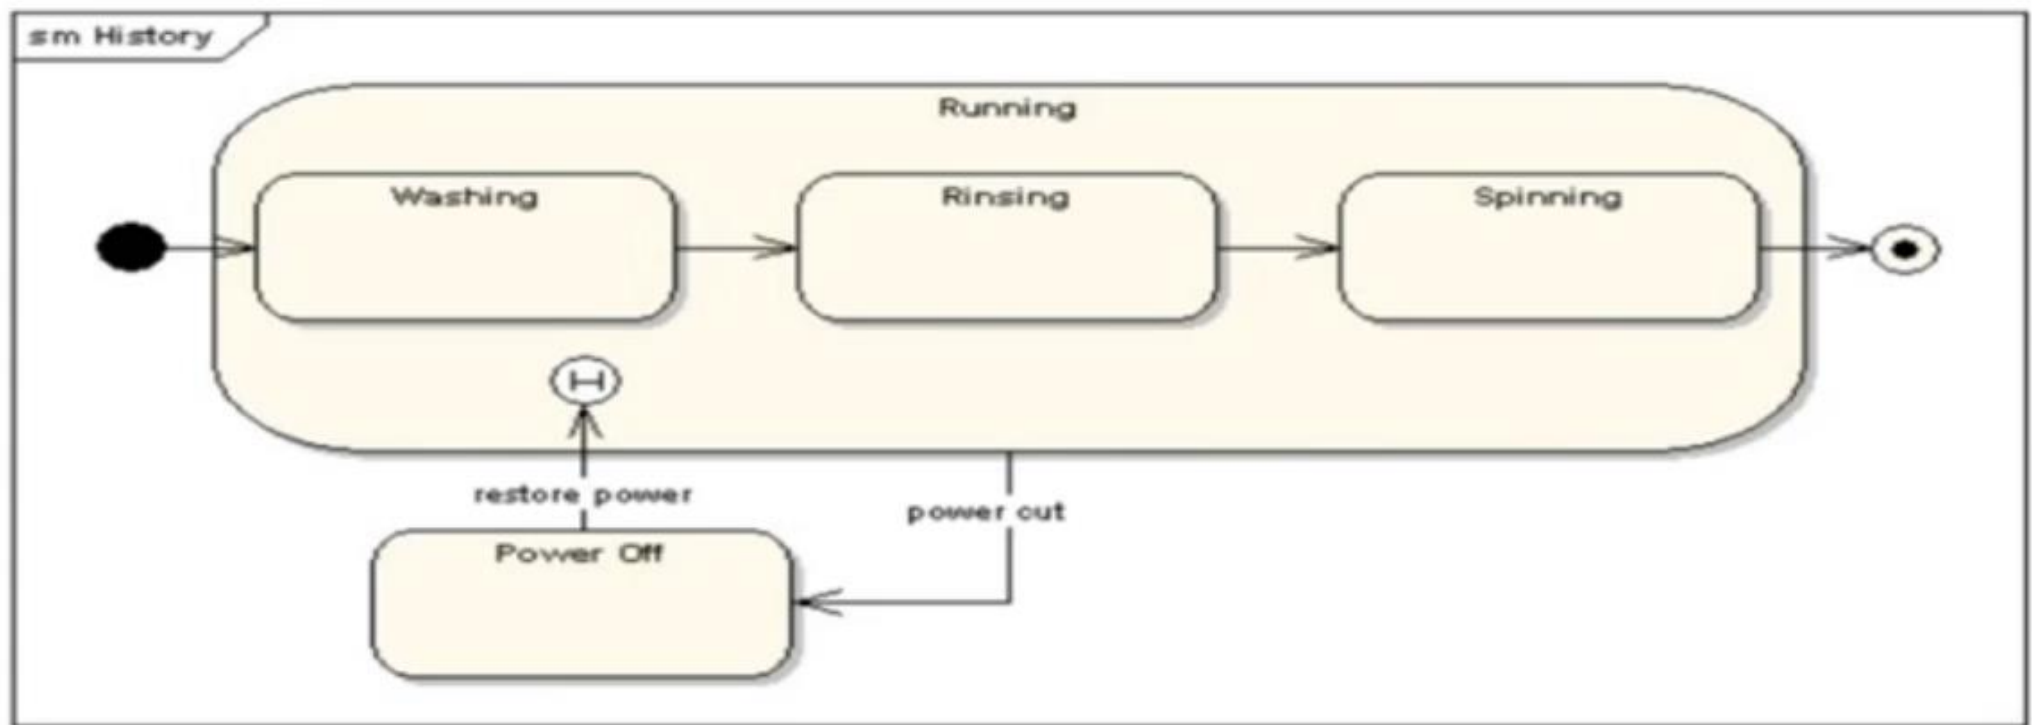 sm History
Running
Washing
Rinsing
Spinning
H
restore power
power cut
Power Off